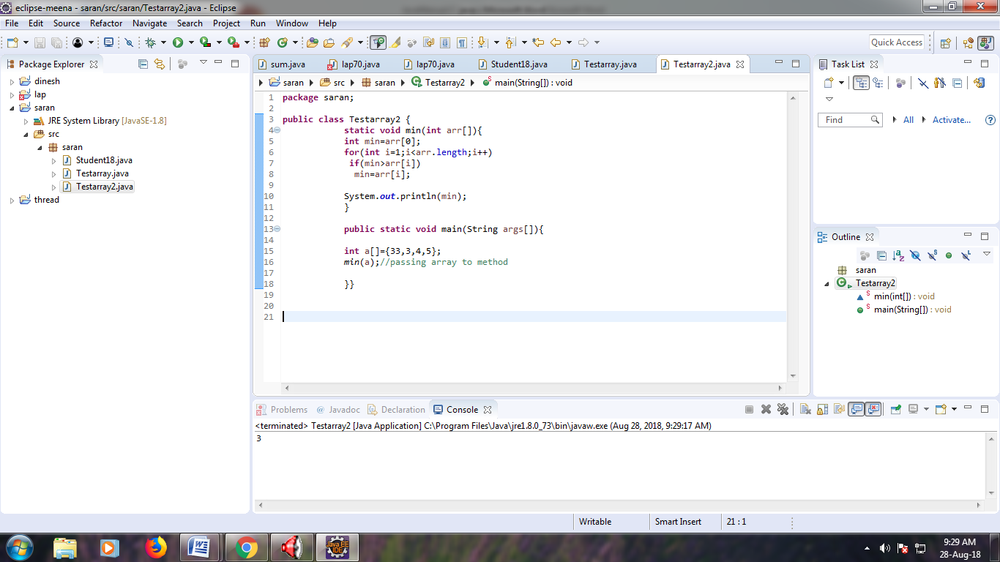 eclipse-meena - saran/src/saran/Testarray2.java - Eclipse
File Edit Source Refactor Navigate Search Project Run Window Help
Quick Access
Package Explorer
dinesh
lap
saran
JRE System Library [JavaSE-1.8]
src
saran
Student18.java
Testarray.java
Testarray2.java
thread
sum.java lap70.java lap70.java Student18.java Testarray.java Testarray2.java
saran src saran Testarray2 main(String[]) : void
1 package saran;
2
3 public class Testarray2 {
4 static void min(int arr[]){
5 int min=arr[0];
6 for(int i=1;i<arr.length;i++)
7 if(min>arr[i])
8 min=arr[i];
9
10 System.out.println(min);
11 }
12
13 public static void main(String args[]){
14
15 int a[]={33,3,4,5};
16 min(a);//passing array to method
17
18 }}
19
20
21
Task List
Find All Activate...
Outline
saran
Testarray2
min(int[]) : void
main(String[]) : void
Problems @ Javadoc Declaration Console
<terminated> Testarray2 [Java Application] C:\Program Files\Java\jre1.8.0_73\bin\javaw.exe (Aug 28, 2018, 9:29:17 AM)
3
Writable Smart Insert 21 : 1
Java EE
IDE
9:29 AM
28-Aug-18